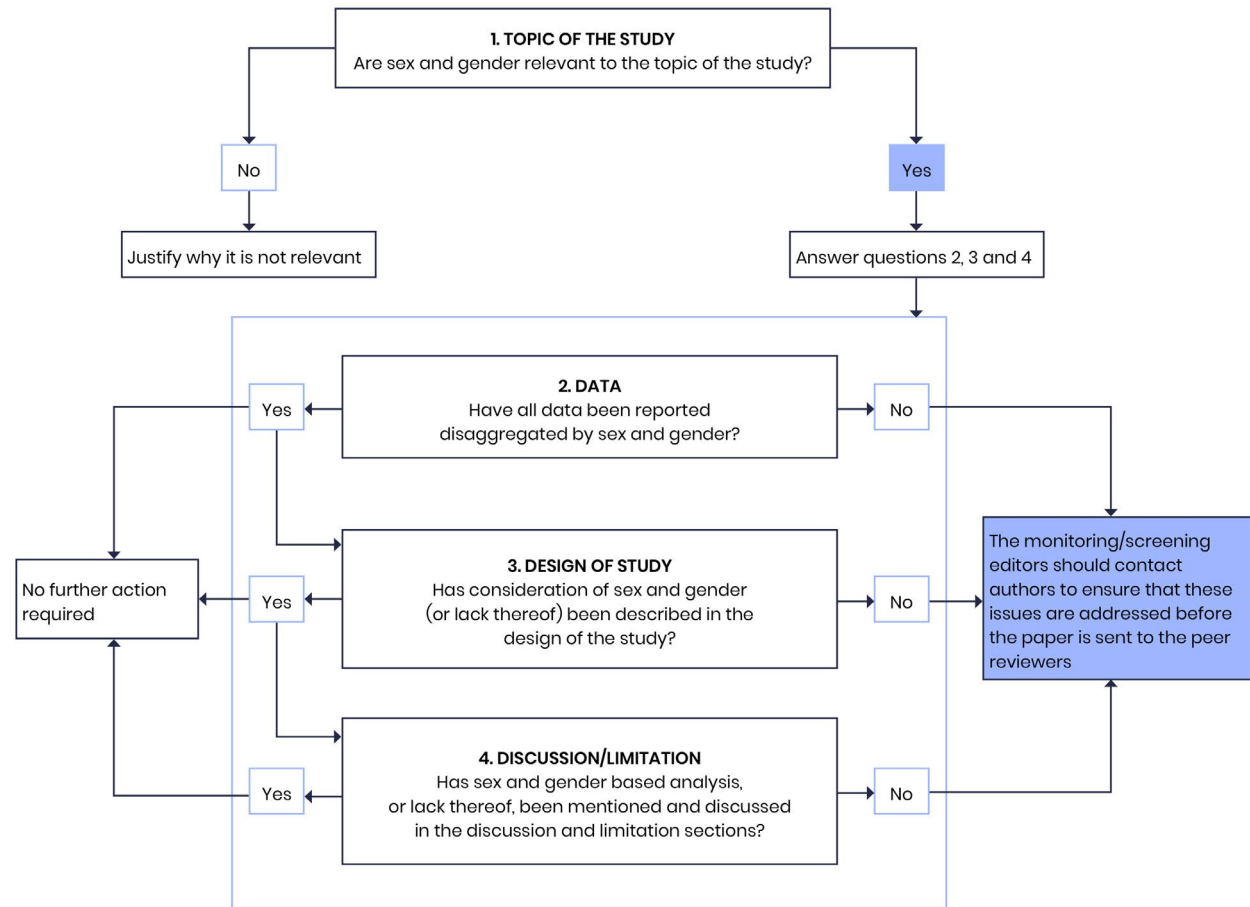 1. TOPIC OF THE STUDY
Are sex and gender relevant to the topic of the study?
No
Yes
Justify why it is not relevant
Answer questions 2, 3 and 4
2. DATA
Have all data been reported
disaggregated by sex and gender?
Yes
No
3. DESIGN OF STUDY
Has consideration of sex and gender
(or lack thereof) been described in the
design of the study?
Yes
No
No further action
required
The monitoring/screening
editors should contact
authors to ensure that these
issues are addressed before
the paper is sent to the peer
reviewers
4. DISCUSSION/LIMITATION
Has sex and gender based analysis,
or lack thereof, been mentioned and discussed
in the discussion and limitation sections?
Yes
No